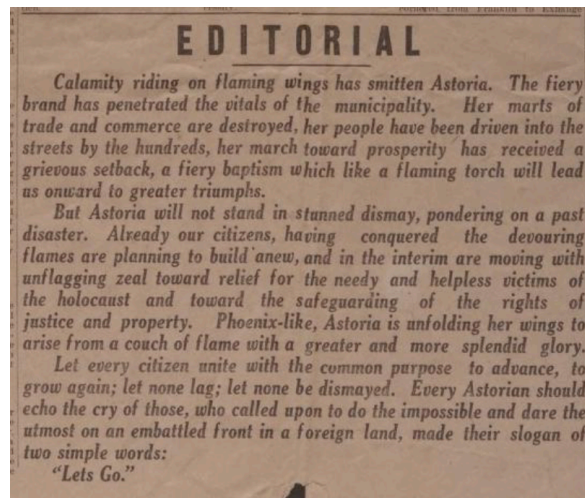 EDITORIAL
Calamity riding on flaming wings has smitten Astoria. The fiery
brand has penetrated the vitals of the municipality. Her marts of
trade and commerce are destroyed, her people have been driven into the
streets by the hundreds, her march toward prosperity has received a
grievous setback, a fiery baptism which like a flaming torch will lead
us onward to greater triumphs.
But Astoria will not stand in stunned dismay, pondering on a past
disaster. Already our citizens, having conquered the devouring
flames are planning to build anew, and in the interim are moving with
unflagging zeal toward relief for the needy and helpless victims of
the holocaust and toward the safeguarding of the rights of
justice and property. Phoenix-like, Astoria is unfolding her wings to
arise from a couch of flame with a greater and more splendid glory.
Let every citizen unite with the common purpose to advance, to
grow again; let none lag; let none be dismayed. Every Astorian should
echo the cry of those, who called upon to do the impossible and dare the
utmost on an embattled front in a foreign land, made their slogan of
two simple words:
"Lets Go."